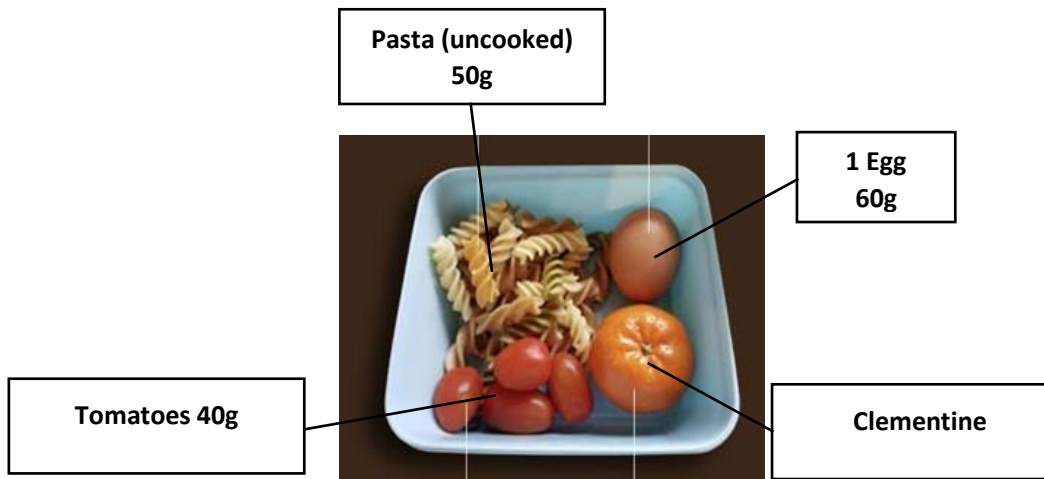 Pasta (uncooked)
50g
1 Egg
60g
Tomatoes 40g
Clementine